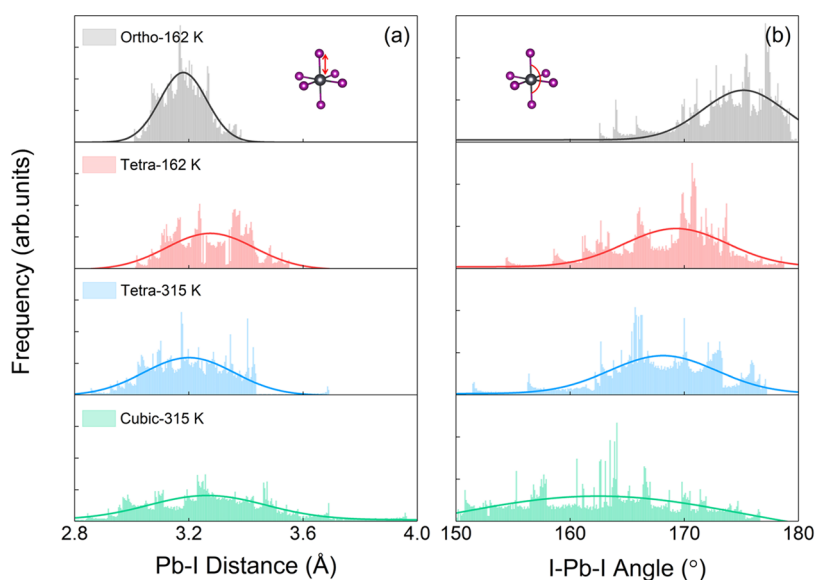 Ortho-162 K
(a)
(b)
Tetra-162 K
Tetra-315 K
Cubic-315 K
Frequency (arb.units)
2.8 3.2 3.6 4.0
150 160 170 180
Pb-I Distance (Å)
I-Pb-I Angle (°)